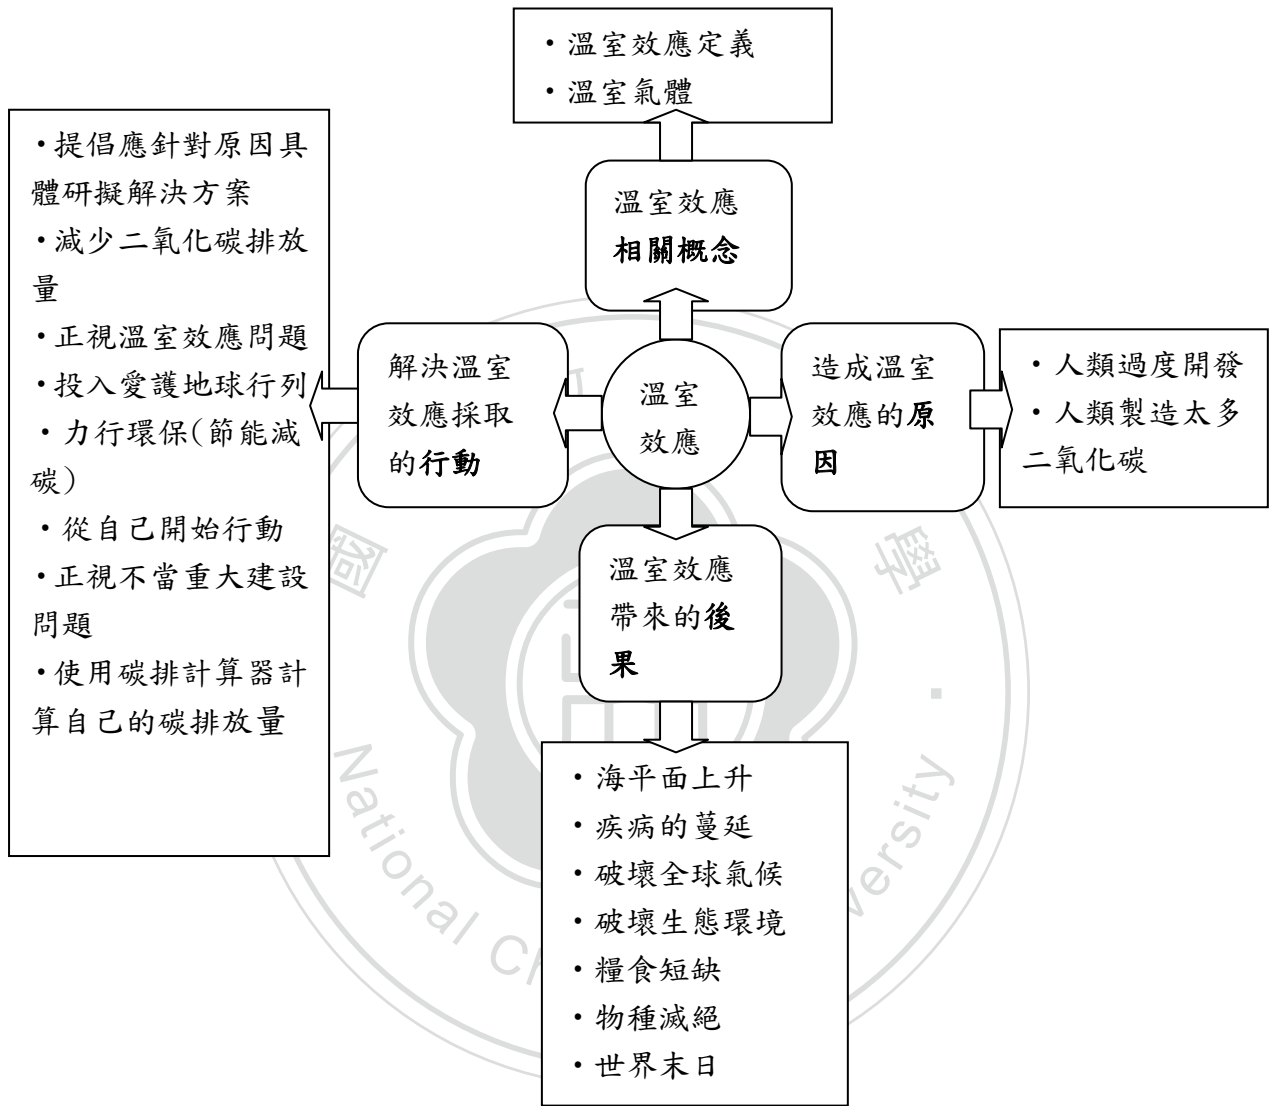 ・溫室效應定義
・溫室氣體
溫室效應
相關概念
・提倡應針對原因具
體研擬解決方案
・減少二氧化碳排放
量
・正視溫室效應問題
・投入愛護地球行列
・力行環保(節能減
碳)
・從自己開始行動
・正視不當重大建設
問題
・使用碳排計算器計
算自己的碳排放量
解決溫室
效應採取
的行動
溫室
效應
造成溫室
效應的原
因
・人類過度開發
・人類製造太多
二氧化碳
溫室效應
帶來的後
果
・海平面上升
・疾病的蔓延
・破壞全球氣候
・破壞生態環境
・糧食短缺
・物種滅絕
・世界末日
國
學
National Ch
versity